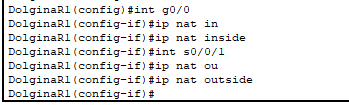 DolginaR1(config)#int g0/0
DolginaR1(config-if)#ip nat in
DolginaR1(config-if)#ip nat inside
DolginaR1(config-if)#int s0/0/1
DolginaR1(config-if)#ip nat ou
DolginaR1(config-if)#ip nat outside
DolginaR1(config-if)#